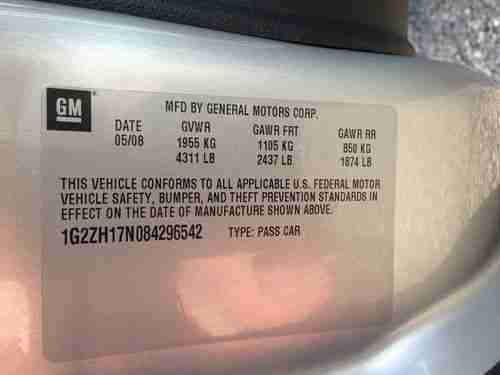 GM
MFD BY GENERAL MOTORS CORP.
DATE GVWR GAWR FRT GAWR RR
05/08 1955 KG 1105 KG 850 KG
4311 LB 2437 LB 1874 LB
THIS VEHICLE CONFORMS TO ALL APPLICABLE U.S. FEDERAL MOTOR
VEHICLE SAFETY, BUMPER, AND THEFT PREVENTION STANDARDS IN
EFFECT ON THE DATE OF MANUFACTURE SHOWN ABOVE.
1G2ZH17N084296542 TYPE: PASS CAR